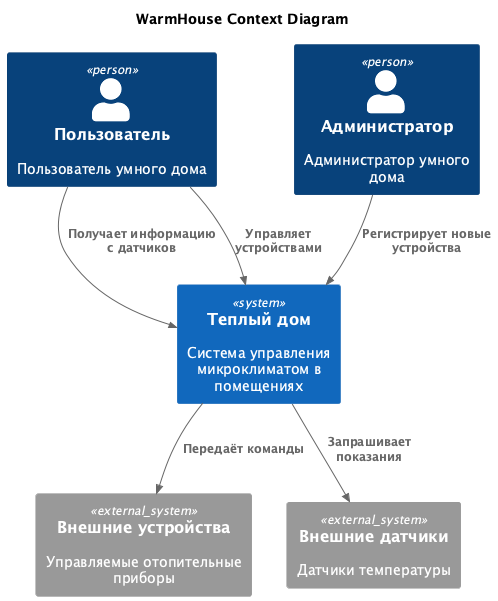 WarmHouse Context Diagram
«person»
Пользователь
Пользователь умного дома
«person»
Администратор
Администратор умного
дома
Получает информацию
с датчиков
Управляет
устройствами
Регистрирует новые
устройства
«system»
Теплый дом
Система управления
микроклиматом в
помещениях
Передаёт команды
Запрашивает
показания
«external_system»
Внешние устройства
Управляемые отопительные
приборы
«external_system»
Внешние датчики
Датчики температуры